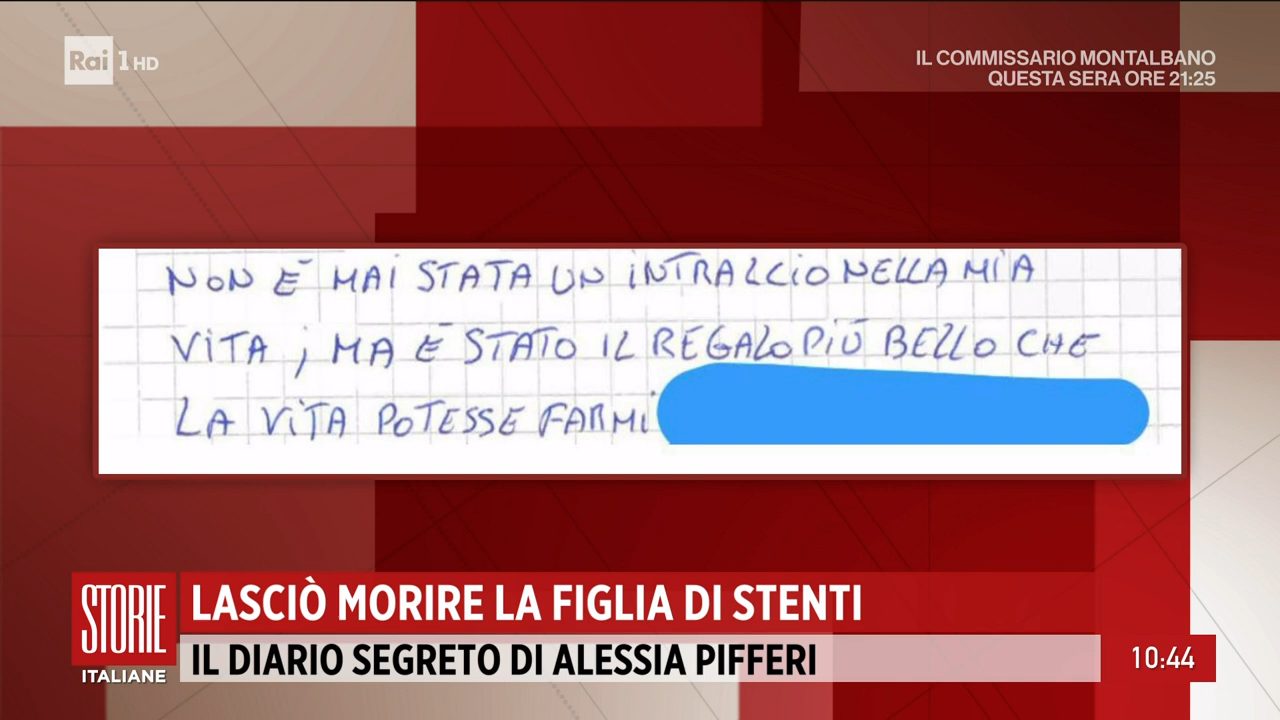 Rai 1 HD
IL COMMISSARIO MONTALBANO
QUESTA SERA ORE 21:25
NON È MAI STATA UN INTRALCIO NELLA MIA
VITA ; MA È STATO IL REGALO PIÙ BELLO CHE
LA VITA POTESSE FARMI
STORIE
ITALIANE
LASCIÒ MORIRE LA FIGLIA DI STENTI
IL DIARIO SEGRETO DI ALESSIA PIFFERI
10:44